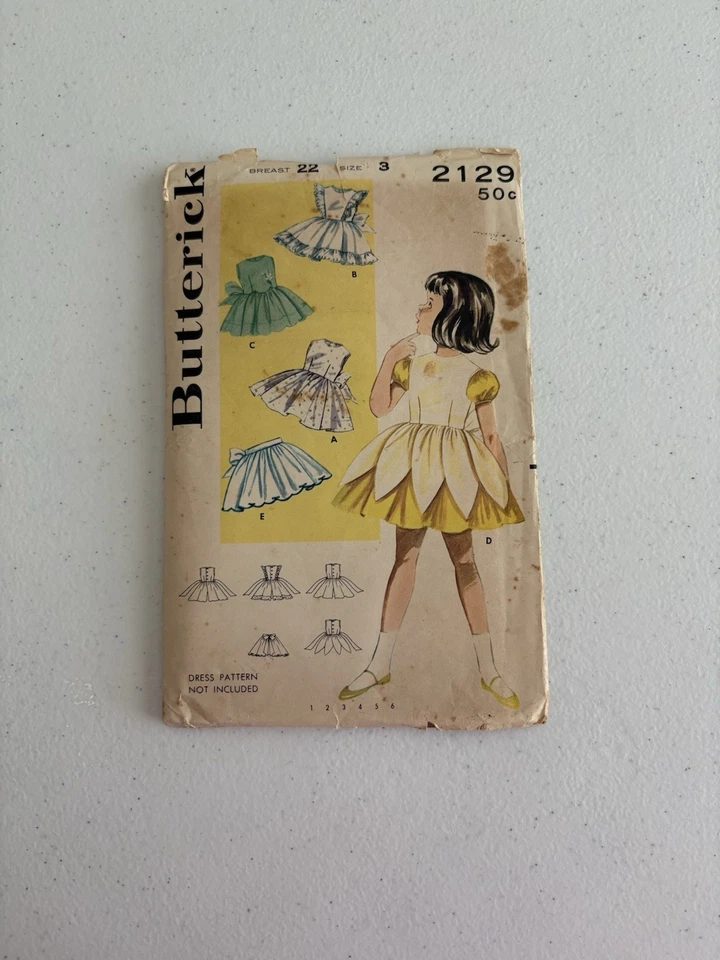 Butterick
BREAST 22 SIZE 3
2129
50c
B
C
A
E
D
DRESS PATTERN
NOT INCLUDED
1 2 3 4 5 6